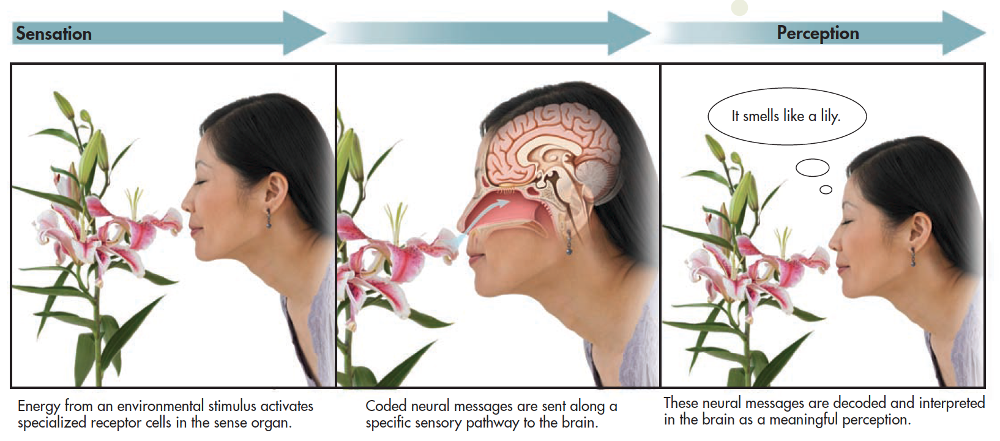 Sensation
Perception
It smells like a lily.
Energy from an environmental stimulus activates
specialized receptor cells in the sense organ.
Coded neural messages are sent along a
specific sensory pathway to the brain.
These neural messages are decoded and interpreted
in the brain as a meaningful perception.